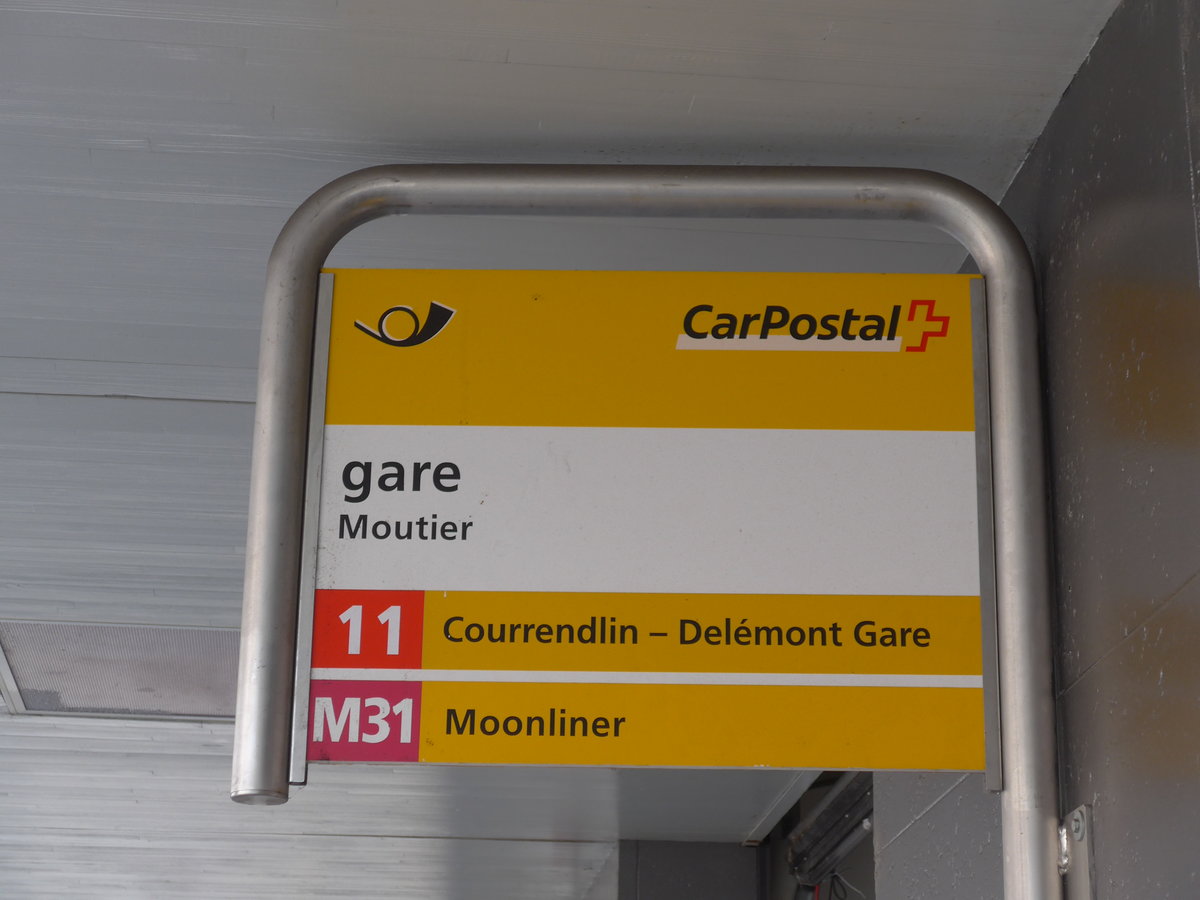 CarPostal
gare
Moutier
11 Courrendlin – Delémont Gare
M31 Moonliner